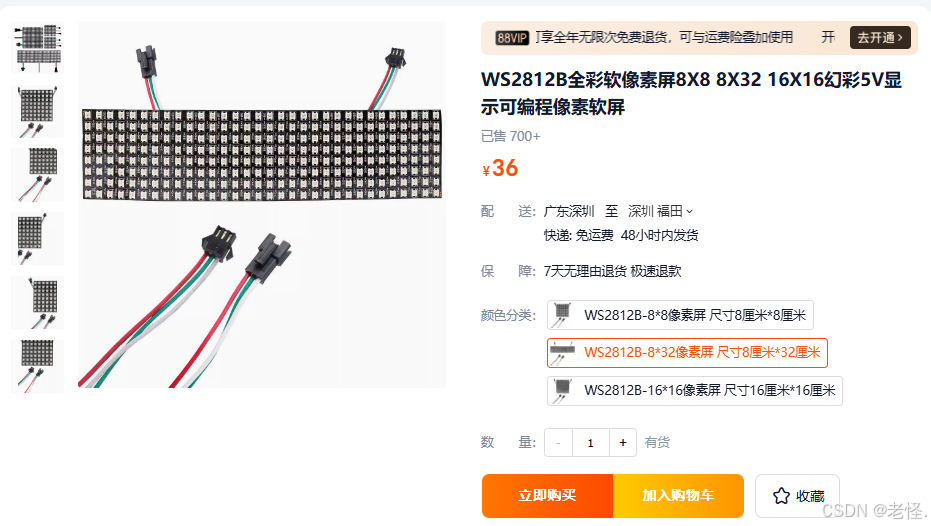 88VIP 可享全年无限次免费退货，可与运费险叠加使用 开 去开通 >
WS2812B全彩软像素屏8X8 8X32 16X16幻彩5V显
示可编程像素软屏
已售 700+
¥36
配 送: 广东深圳 至 深圳 福田
快递: 免运费 48小时内发货
保 障: 7天无理由退货 极速退款
颜色分类: WS2812B-8*8像素屏 尺寸8厘米*8厘米
WS2812B-8*32像素屏 尺寸8厘米*32厘米
WS2812B-16*16像素屏 尺寸16厘米*16厘米
数 量: - 1 + 有货
立即购买 加入购物车 收藏
CSDN @老怪.